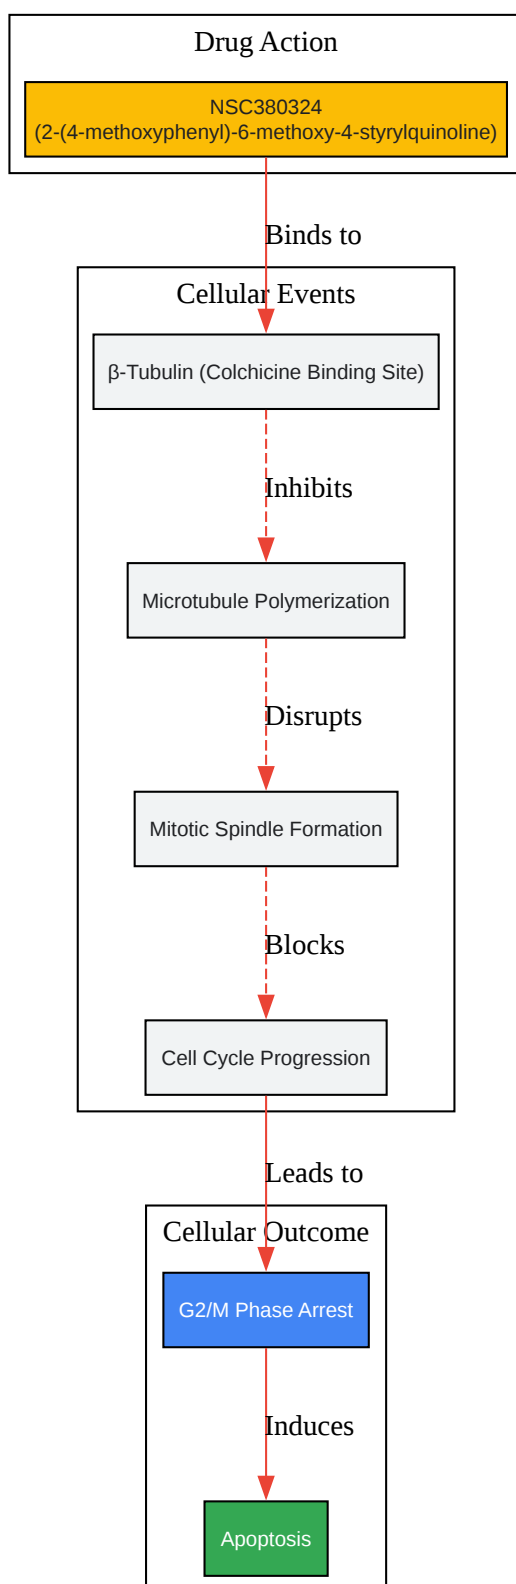 Drug Action
NSC380324
(2-(4-methoxyphenyl)-6-methoxy-4-styrylquinoline)
Binds to
Cellular Events
β-Tubulin (Colchicine Binding Site)
Inhibits
Microtubule Polymerization
Disrupts
Mitotic Spindle Formation
Blocks
Cell Cycle Progression
Leads to
Cellular Outcome
G2/M Phase Arrest
Induces
Apoptosis